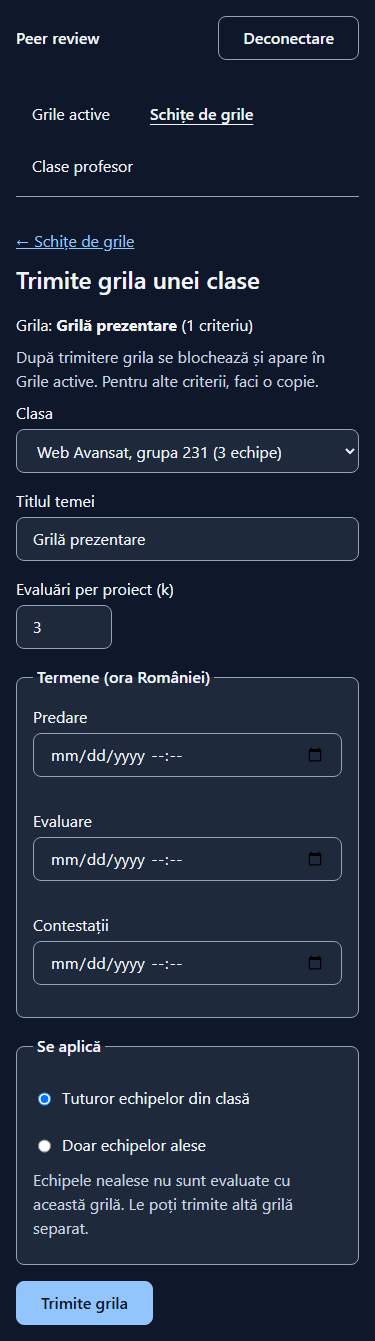 Peer review
Deconectare
Grile active
Schițe de grile
Clase profesor
← Schițe de grile
Trimite grila unei clase
Grila: Grilă prezentare (1 criteriu)
După trimitere grila se blochează și apare în
Grile active. Pentru alte criterii, faci o copie.
Clasa
Web Avansat, grupa 231 (3 echipe)
Titlul temei
Grilă prezentare
Evaluări per proiect (k)
3
Termene (ora României)
Predare
mm/dd/yyyy --:--
Evaluare
mm/dd/yyyy --:--
Contestații
mm/dd/yyyy --:--
Se aplică
Tuturor echipelor din clasă
Doar echipelor alese
Echipele nealese nu sunt evaluate cu
această grilă. Le poți trimite altă grilă
separat.
Trimite grila